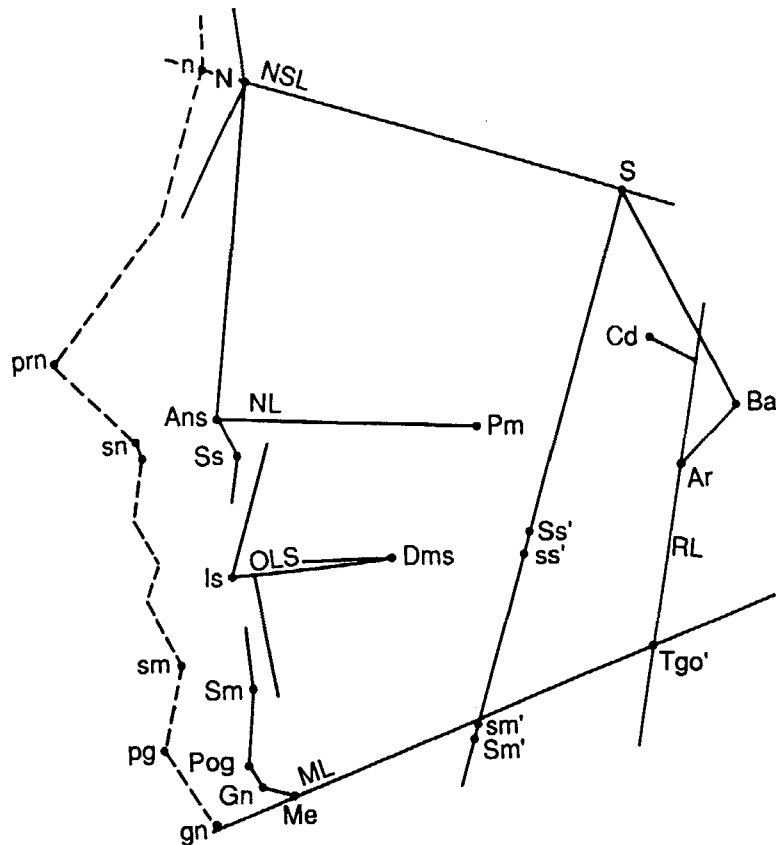 n N NSL
S
Cd
prn
Ba
Ans NL Pm
sn Ss
Ar
Ss'
ss'
RL
OLS Dms
Is
Tgo'
sm Sm
sm'
Sm'
pg Pog ML
Gn
Me
gn